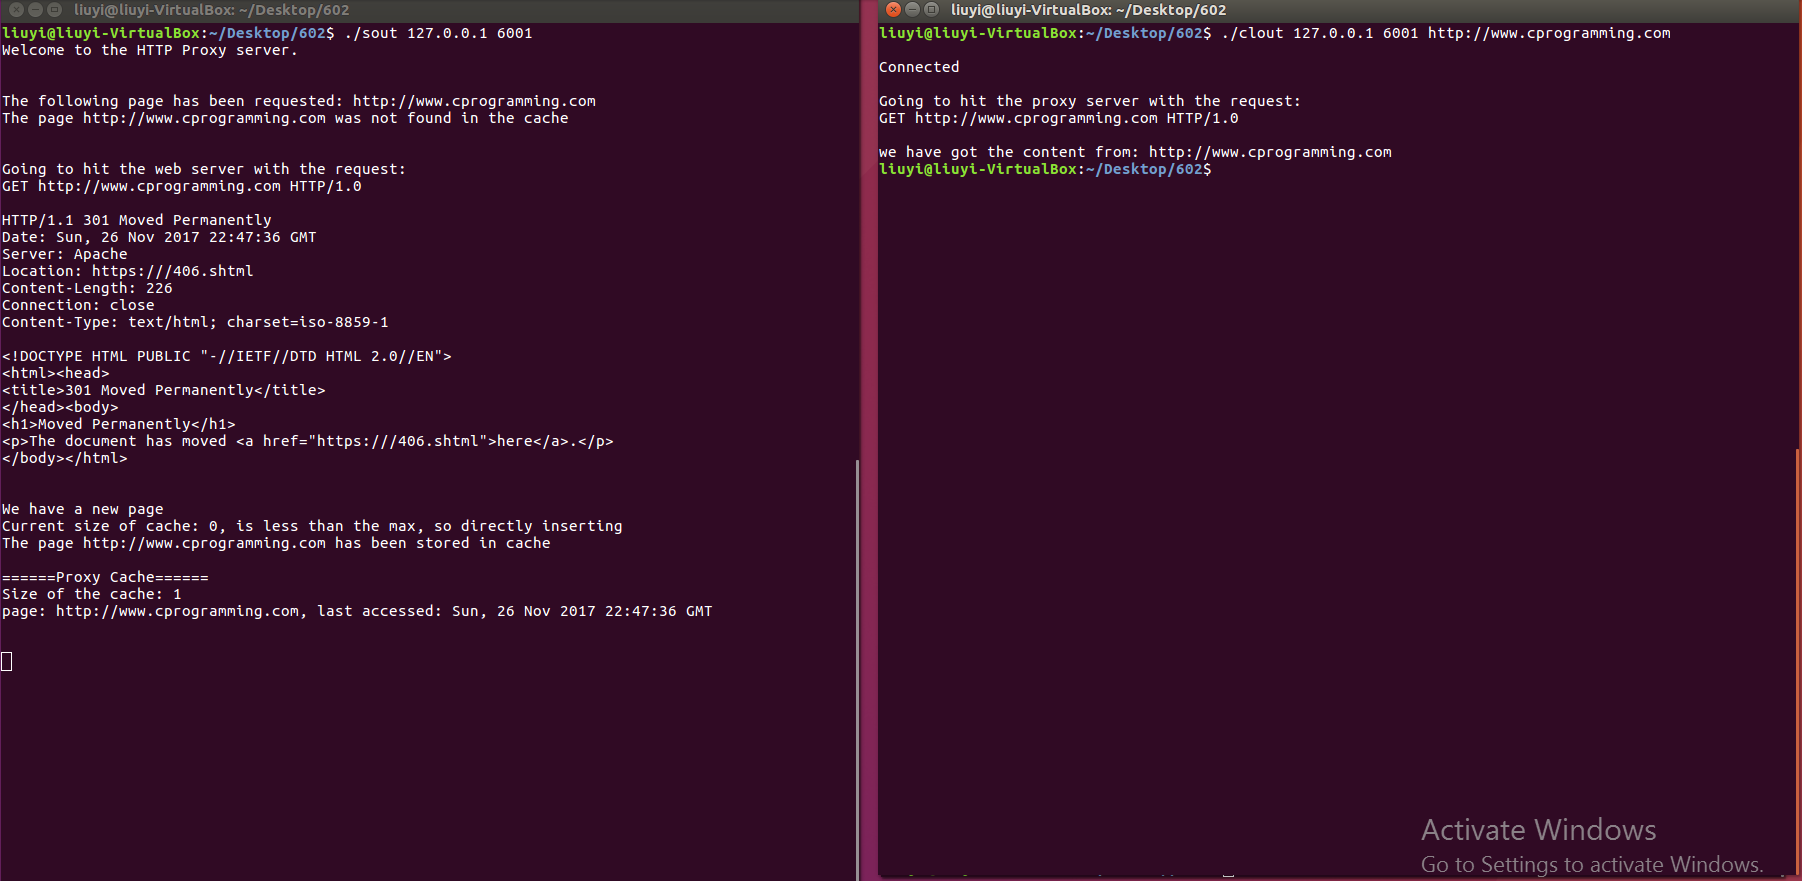 liuyi@liuyi-VirtualBox: ~/Desktop/602
liuyi@liuyi-VirtualBox:~/Desktop/602$ ./sout 127.0.0.1 6001
Welcome to the HTTP Proxy server.
The following page has been requested: http://www.cprogramming.com
The page http://www.cprogramming.com was not found in the cache
Going to hit the web server with the request:
GET http://www.cprogramming.com HTTP/1.0
HTTP/1.1 301 Moved Permanently
Date: Sun, 26 Nov 2017 22:47:36 GMT
Server: Apache
Location: https:///406.shtml
Content-Length: 226
Connection: close
Content-Type: text/html; charset=iso-8859-1
<!DOCTYPE HTML PUBLIC "-//IETF//DTD HTML 2.0//EN">
<html><head>
<title>301 Moved Permanently</title>
</head><body>
<h1>Moved Permanently</h1>
<p>The document has moved <a href="https:///406.shtml">here</a>.</p>
</body></html>
We have a new page
Current size of cache: 0, is less than the max, so directly inserting
The page http://www.cprogramming.com has been stored in cache
======Proxy Cache======
Size of the cache: 1
page: http://www.cprogramming.com, last accessed: Sun, 26 Nov 2017 22:47:36 GMT
liuyi@liuyi-VirtualBox: ~/Desktop/602
liuyi@liuyi-VirtualBox:~/Desktop/602$ ./clout 127.0.0.1 6001 http://www.cprogramming.com
Connected
Going to hit the proxy server with the request:
GET http://www.cprogramming.com HTTP/1.0
we have got the content from: http://www.cprogramming.com
liuyi@liuyi-VirtualBox:~/Desktop/602$
Activate Windows
Go to Settings to activate Windows.